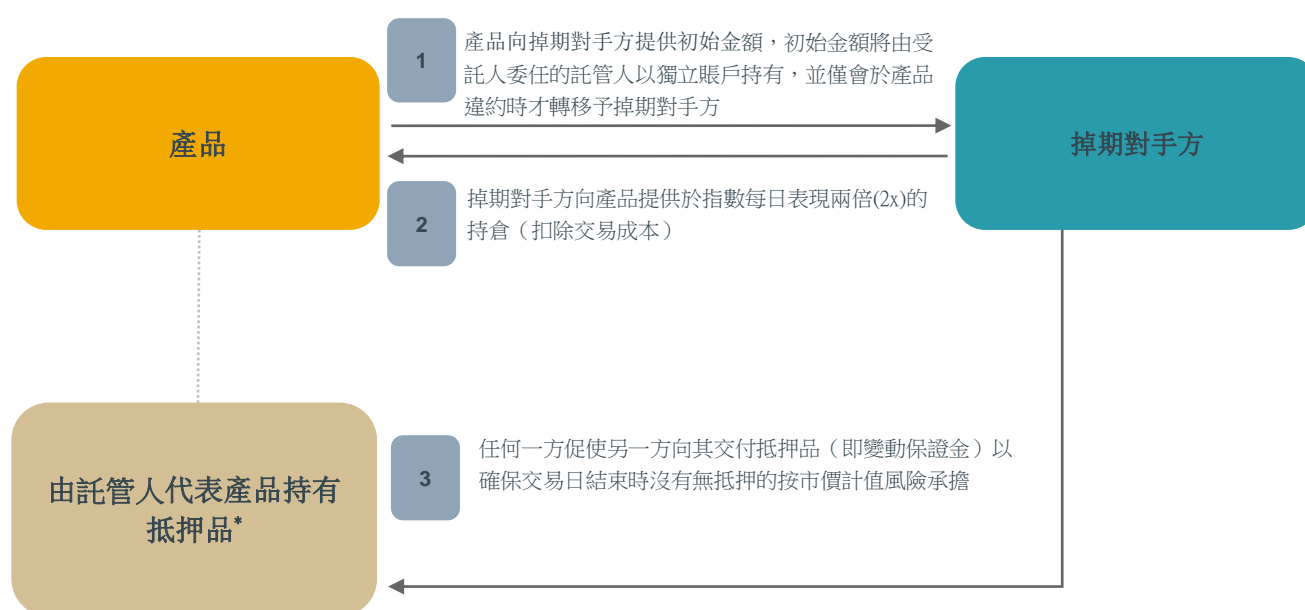 1
產品向掉期對手方提供初始金額，初始金額將由受
託人委任的託管人以獨立賬戶持有，並僅會於產品
違約時才轉移予掉期對手方
產品
掉期對手方
2
掉期對手方向產品提供於指數每日表現兩倍(2x)的
持倉（扣除交易成本）
由託管人代表產品持有
抵押品*
3
任何一方促使另一方向其交付抵押品（即變動保證金）以
確保交易日結束時沒有無抵押的按市價計值風險承擔